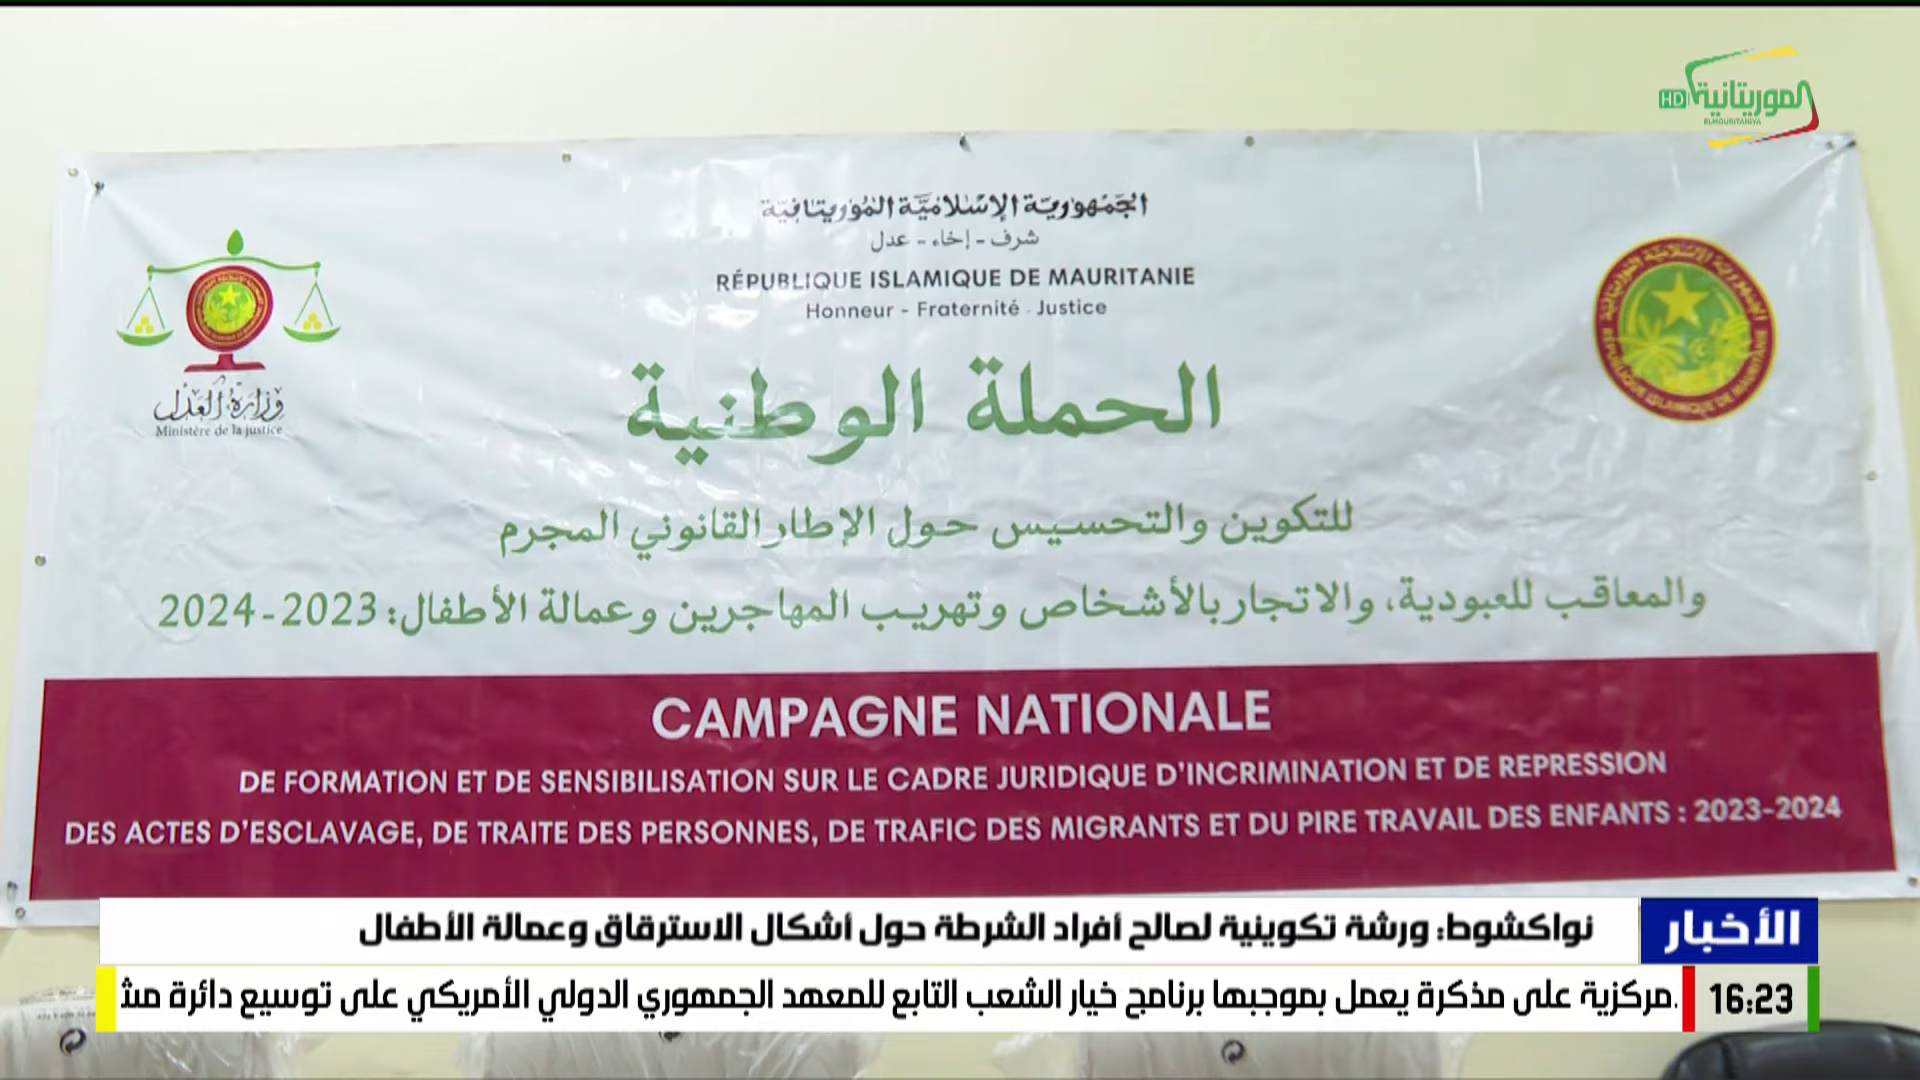 الموريتانية
HD
ELMOURITANIYA
الجمهورية الإسلامية الموريتانية
شرف - إخاء - عدل
RÉPUBLIQUE ISLAMIQUE DE MAURITANIE
Honneur - Fraternité - Justice
وزارة العدل
Ministère de la justice
الحملة الوطنية
للتكوين والتحسيس حول الإطار القانوني المجرم
والمعاقب للعبودية، والاتجار بالأشخاص وتهريب المهاجرين وعمالة الأطفال: 2023-2024
CAMPAGNE NATIONALE
DE FORMATION ET DE SENSIBILISATION SUR LE CADRE JURIDIQUE D'INCRIMINATION ET DE REPRESSION
DES ACTES D'ESCLAVAGE, DE TRAITE DES PERSONNES, DE TRAFIC DES MIGRANTS ET DU PIRE TRAVAIL DES ENFANTS : 2023-2024
الأخبار
نواكشوط: ورشة تكوينية لصالح أفراد الشرطة حول أشكال الاسترقاق وعمالة الأطفال
16:23
مركزية على مذكرة يعمل بموجبها برنامج خيار الشعب التابع للمعهد الجمهوري الدولي الأمريكي على توسيع دائرة مش